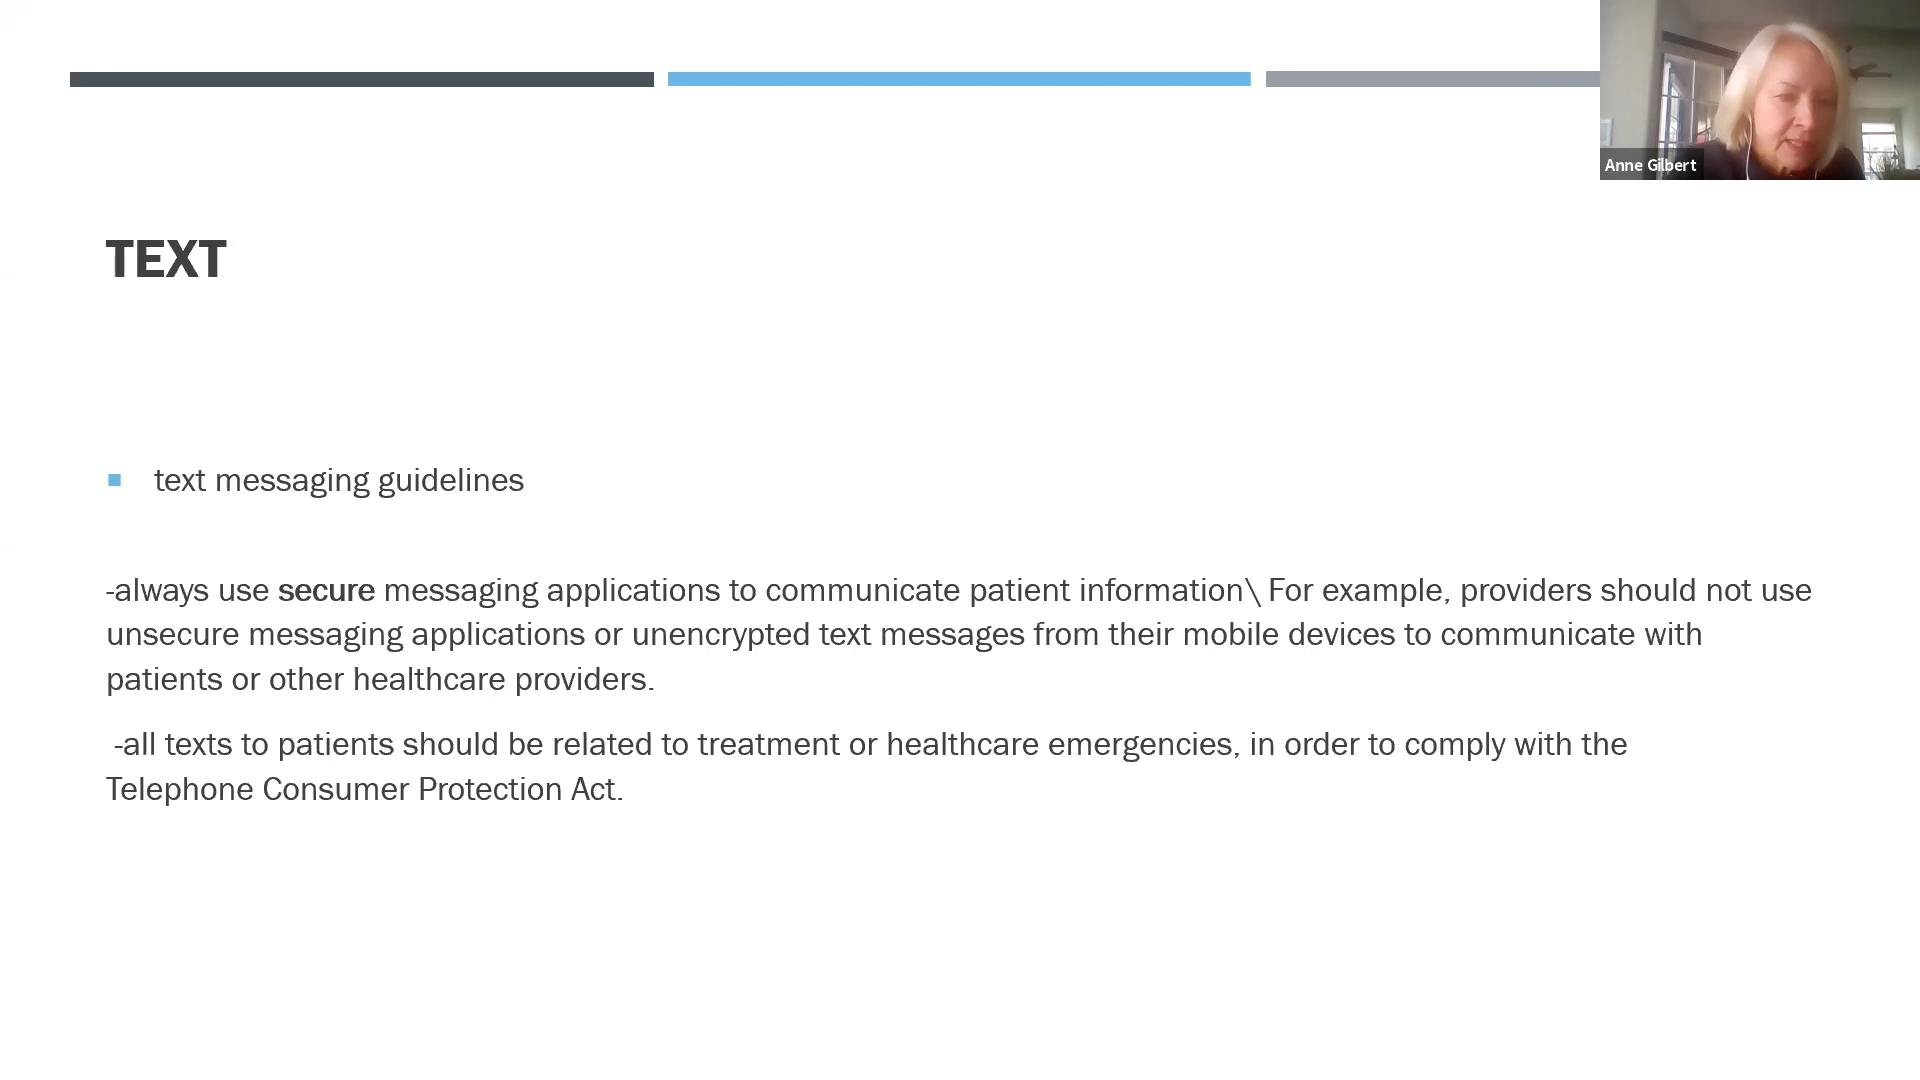 Anne Gilbert
TEXT
text messaging guidelines
-always use secure messaging applications to communicate patient information\ For example, providers should not use
unsecure messaging applications or unencrypted text messages from their mobile devices to communicate with
patients or other healthcare providers.
-all texts to patients should be related to treatment or healthcare emergencies, in order to comply with the
Telephone Consumer Protection Act.